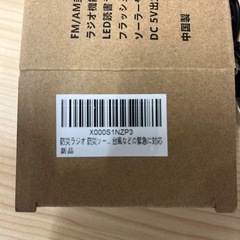 FM/AM
ラジオ機
LED読書
フラッシ
ソーラー
DC 5V出
中国製
X000S1NZP3
防災ラジオ 防災ソー... 台風などの緊急に対応
新品